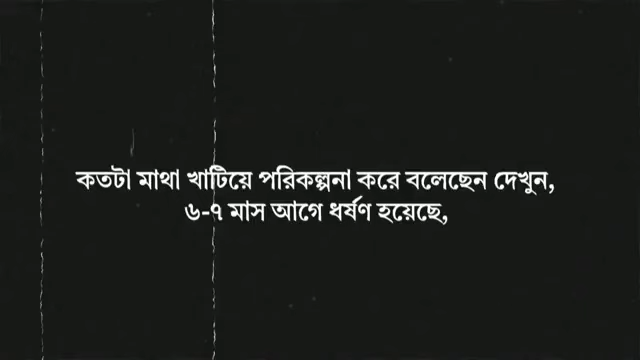 কতটা মাথা খাটিয়ে পরিকল্পনা করে বলেছেন দেখুন,
৬-৭ মাস আগে ধর্ষণ হয়েছে,